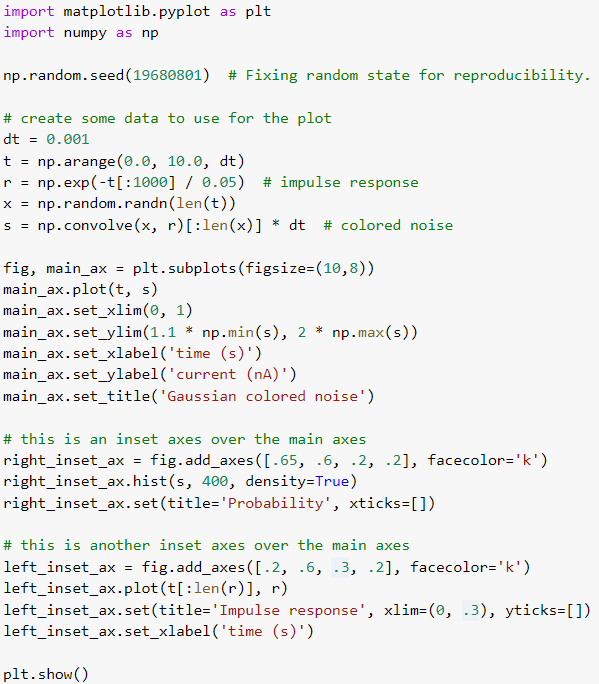 import matplotlib.pyplot as plt
import numpy as np

np.random.seed(19680801)  # Fixing random state for reproducibility.

# create some data to use for the plot
dt = 0.001
t = np.arange(0.0, 10.0, dt)
r = np.exp(-t[:1000] / 0.05)  # impulse response
x = np.random.randn(len(t))
s = np.convolve(x, r)[:len(x)] * dt  # colored noise

fig, main_ax = plt.subplots(figsize=(10,8))
main_ax.plot(t, s)
main_ax.set_xlim(0, 1)
main_ax.set_ylim(1.1 * np.min(s), 2 * np.max(s))
main_ax.set_xlabel('time (s)')
main_ax.set_ylabel('current (nA)')
main_ax.set_title('Gaussian colored noise')

# this is an inset axes over the main axes
right_inset_ax = fig.add_axes([.65, .6, .2, .2], facecolor='k')
right_inset_ax.hist(s, 400, density=True)
right_inset_ax.set(title='Probability', xticks=[])

# this is another inset axes over the main axes
left_inset_ax = fig.add_axes([.2, .6, .3, .2], facecolor='k')
left_inset_ax.plot(t[:len(r)], r)
left_inset_ax.set(title='Impulse response', xlim=(0, .3), yticks=[])
left_inset_ax.set_xlabel('time (s)')

plt.show()